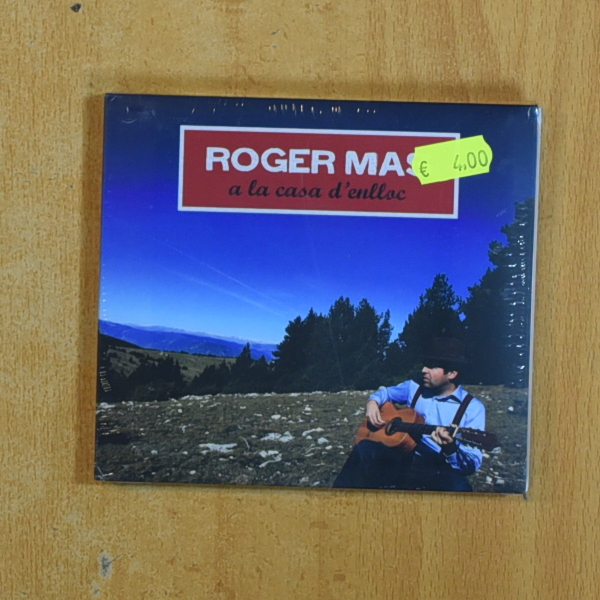 ROGER MAS
a la casa d'enlloc
€ 4,00